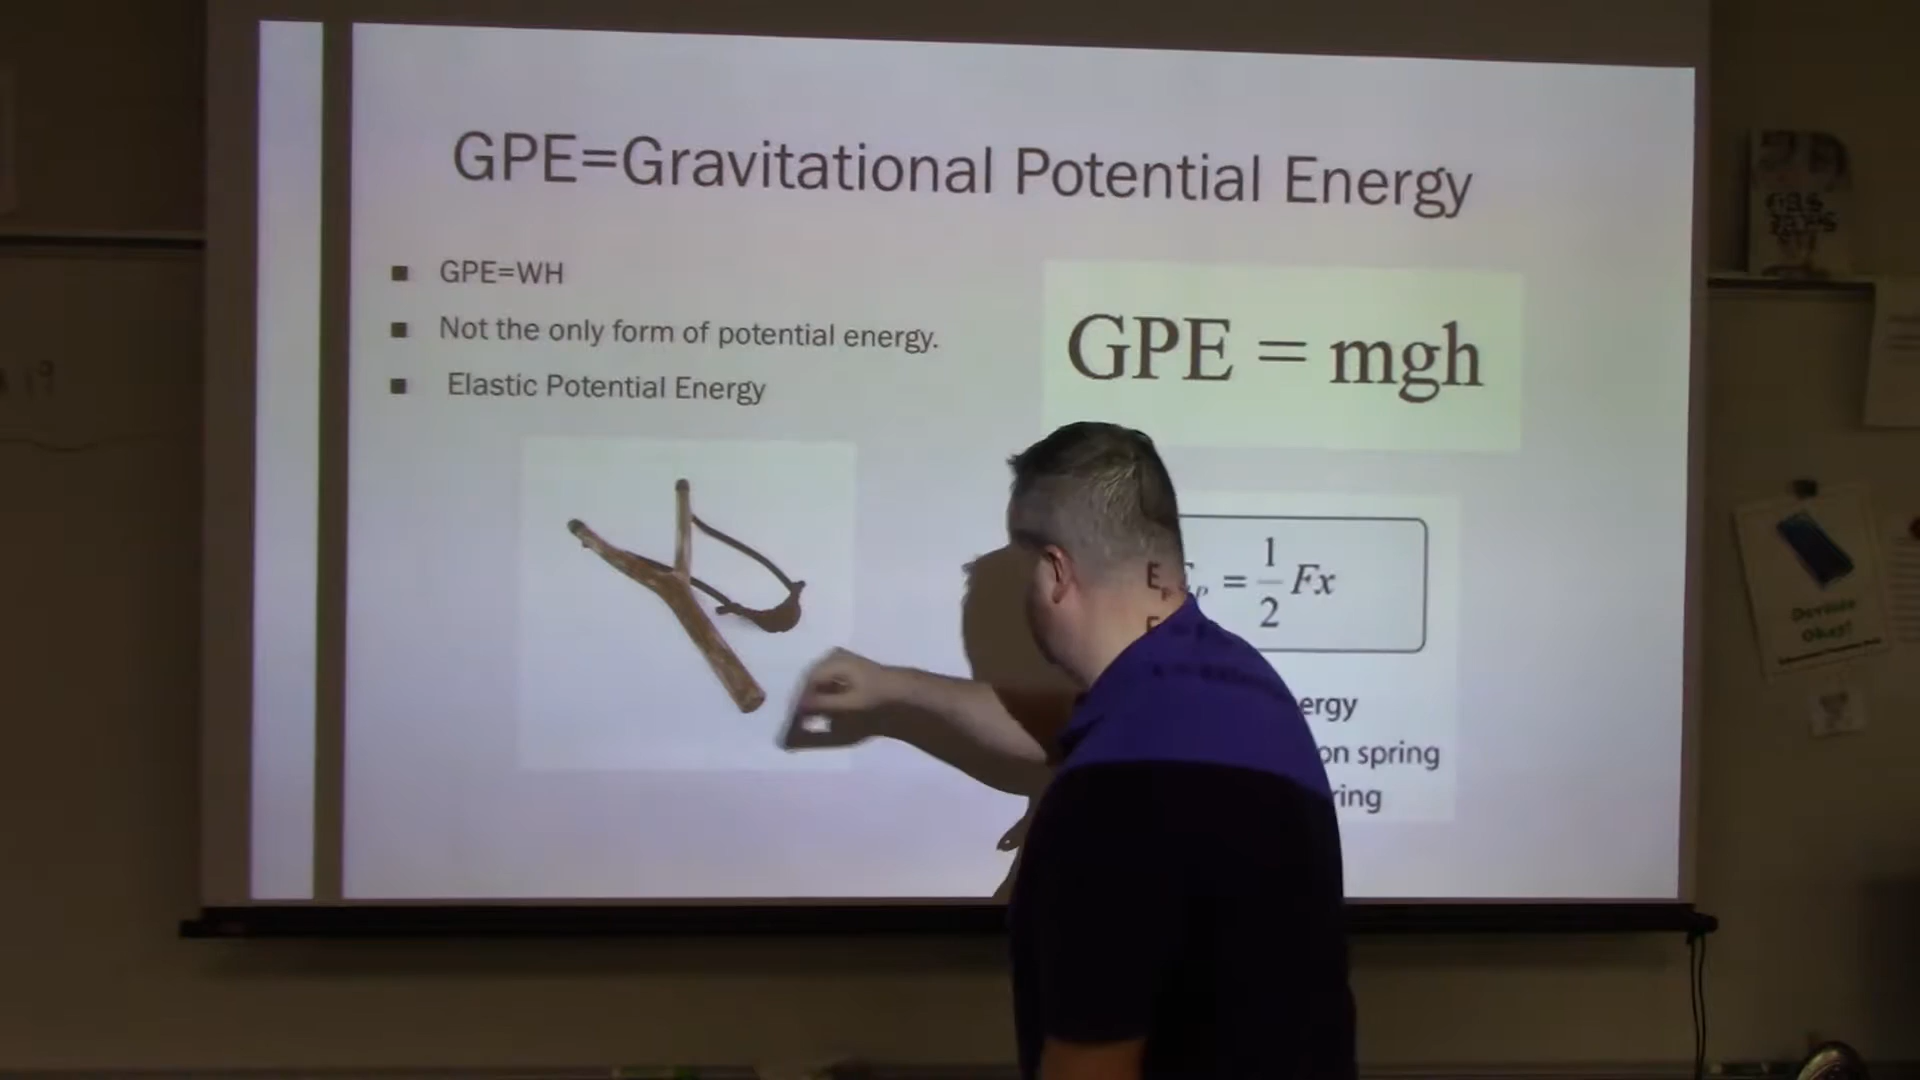 GPE=Gravitational Potential Energy
GPE=WH
Not the only form of potential energy.
Elastic Potential Energy
GPE = mgh
= 1/2 Fx
ergy
on spring
ring